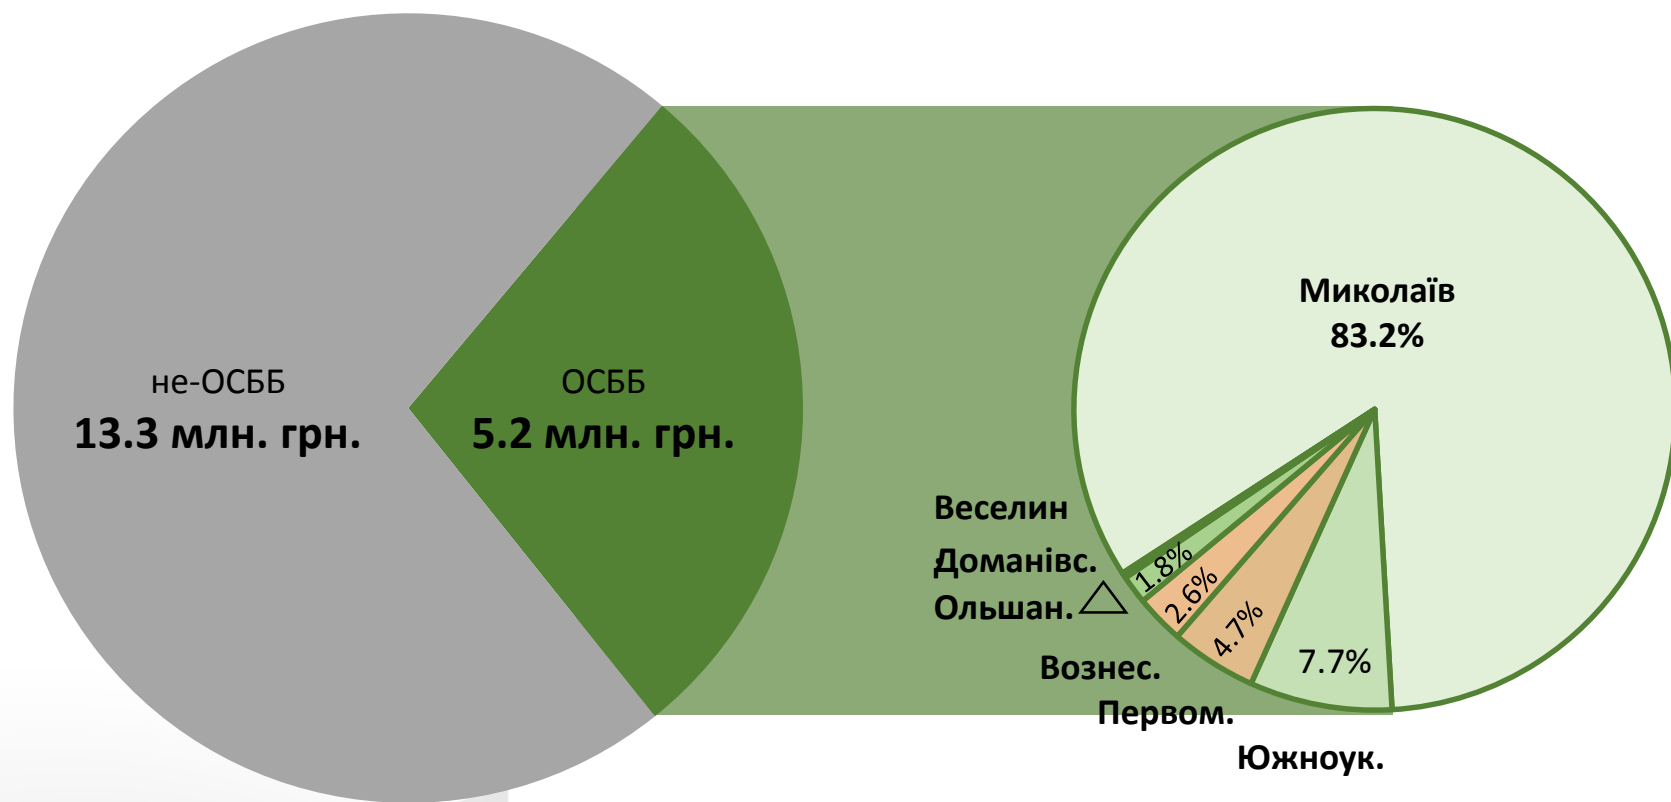 не-ОСББ
13.3 млн. грн.
ОСББ
5.2 млн. грн.
Миколаїв
83.2%
Веселин
Доманівс.
Ольшан.
1.8%
2.6%
4.7%
7.7%
Вознес.
Первом.
Южноук.